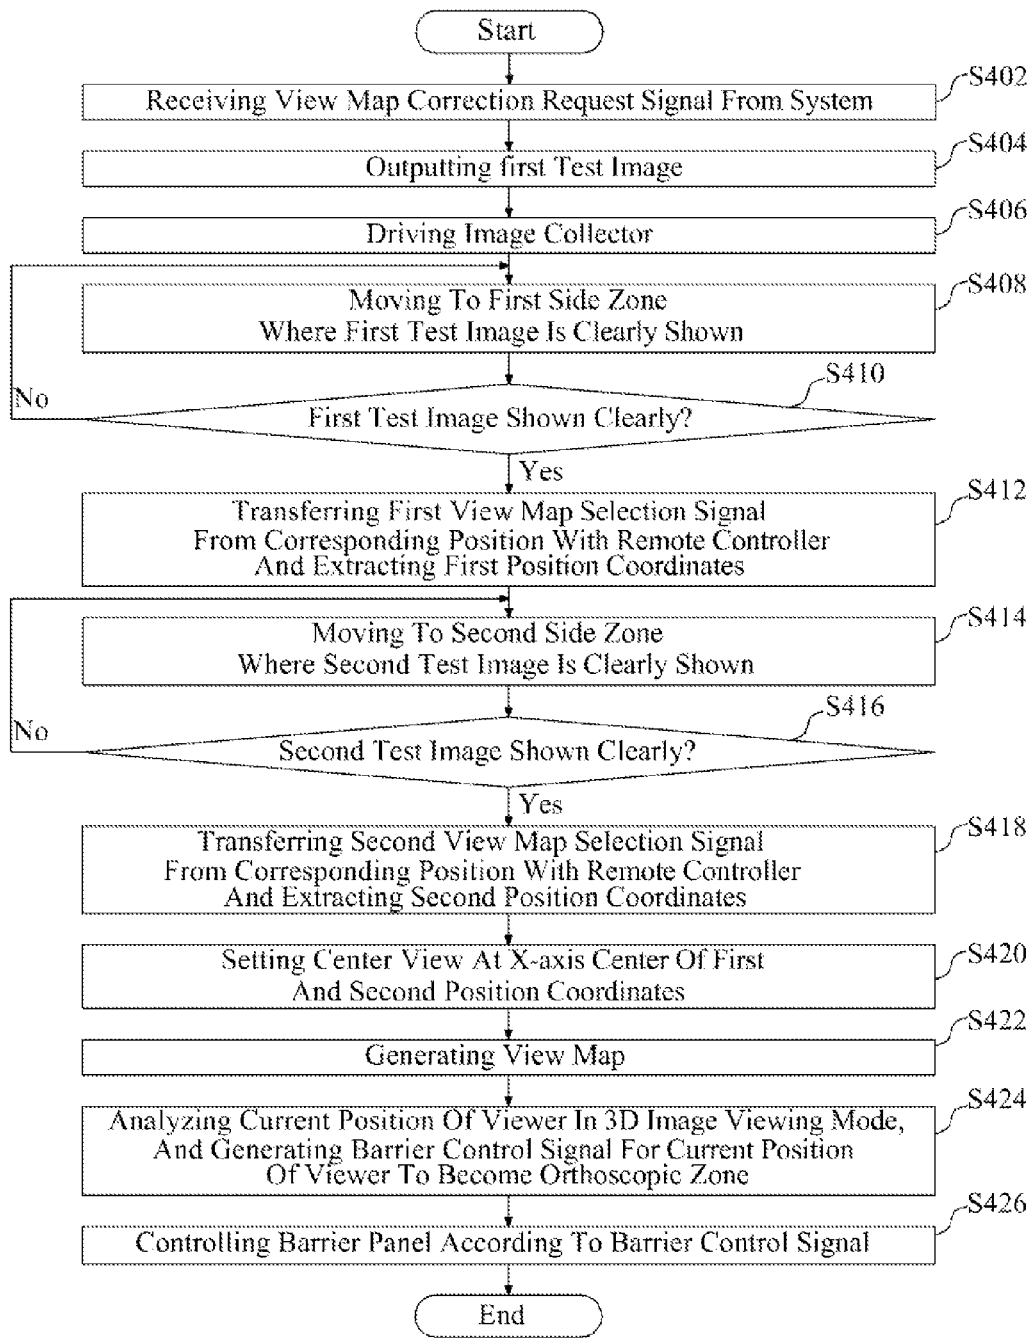 Start
S402
Receiving View Map Correction Request Signal From System
S404
Outputting first Test Image
S406
Driving Image Collector
S408
Moving To First Side Zone
Where First Test Image Is Clearly Shown
S410
No
First Test Image Shown Clearly?
Yes
S412
Transferring First View Map Selection Signal
From Corresponding Position With Remote Controller
And Extracting First Position Coordinates
S414
Moving To Second Side Zone
Where Second Test Image Is Clearly Shown
S416
No
Second Test Image Shown Clearly?
Yes
S418
Transferring Second View Map Selection Signal
From Corresponding Position With Remote Controller
And Extracting Second Position Coordinates
S420
Setting Center View At X-axis Center Of First
And Second Position Coordinates
S422
Generating View Map
S424
Analyzing Current Position Of Viewer In 3D Image Viewing Mode,
And Generating Barrier Control Signal For Current Position
Of Viewer To Become Orthoscopic Zone
S426
Controlling Barrier Panel According To Barrier Control Signal
End